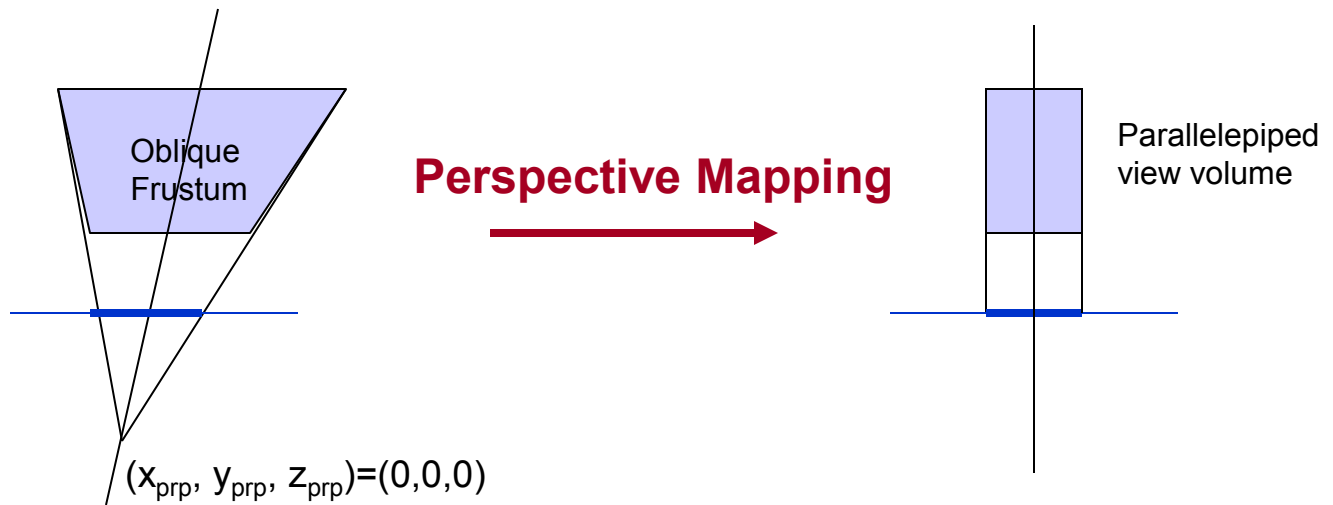 Oblique
Frustum
Perspective Mapping
Parallelepiped
view volume
(xprp, yprp, zprp)=(0,0,0)